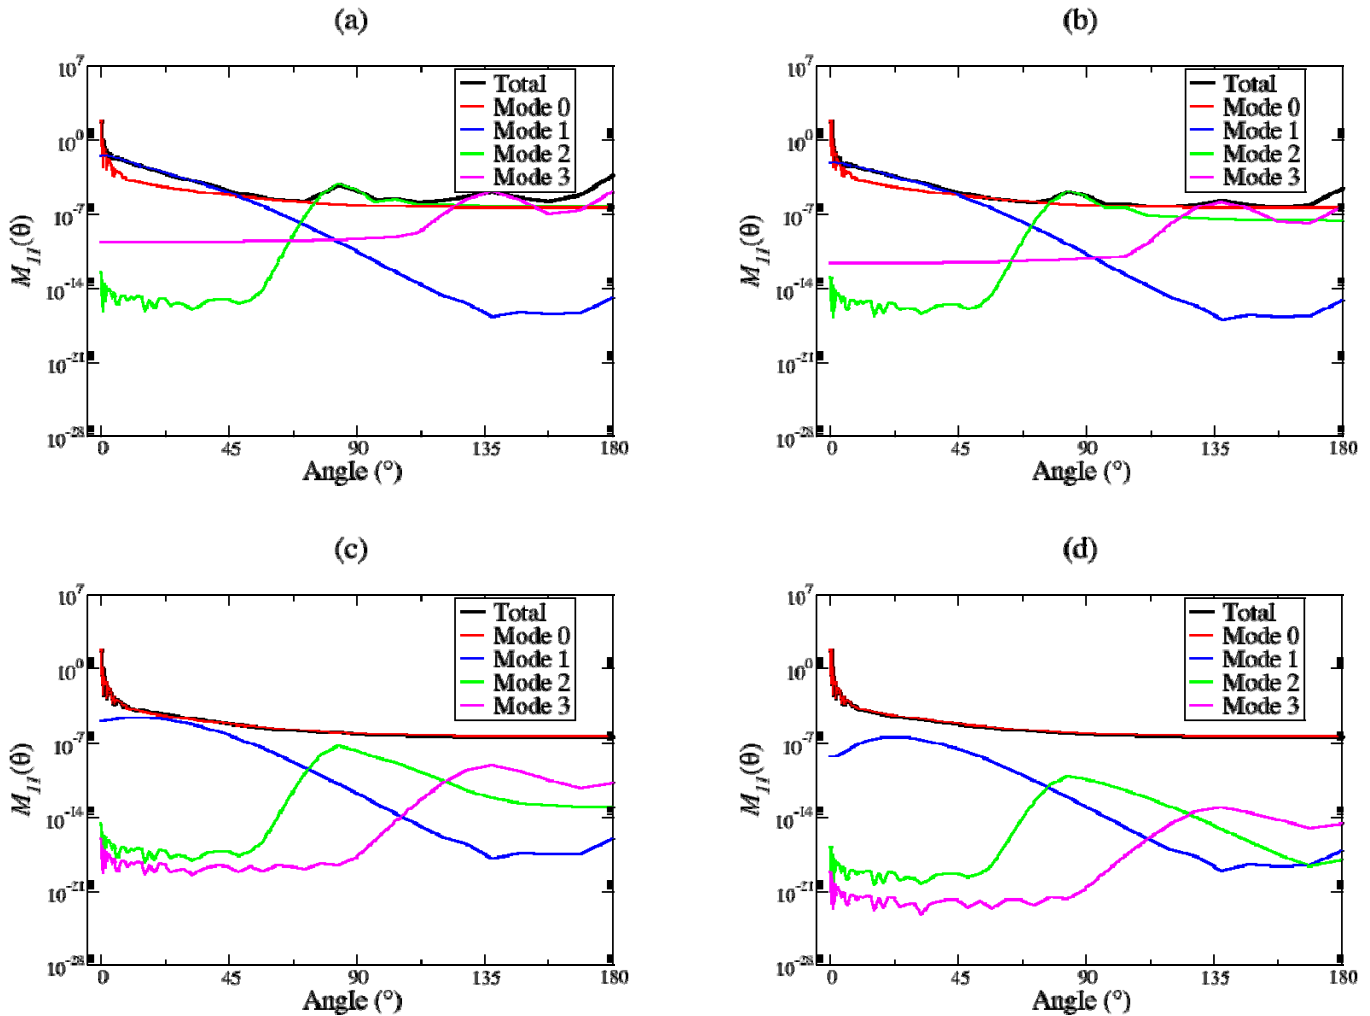 (a)
10^7
10^0
10^-7
10^-14
10^-21
10^-28
M_11(θ)
Total
Mode 0
Mode 1
Mode 2
Mode 3
0 45 90 135 180
Angle (°)
(b)
10^7
10^0
10^-7
10^-14
10^-21
10^-28
M_11(θ)
Total
Mode 0
Mode 1
Mode 2
Mode 3
0 45 90 135 180
Angle (°)
(c)
10^7
10^0
10^-7
10^-14
10^-21
10^-28
M_11(θ)
Total
Mode 0
Mode 1
Mode 2
Mode 3
0 45 90 135 180
Angle (°)
(d)
10^7
10^0
10^-7
10^-14
10^-21
10^-28
M_11(θ)
Total
Mode 0
Mode 1
Mode 2
Mode 3
0 45 90 135 180
Angle (°)